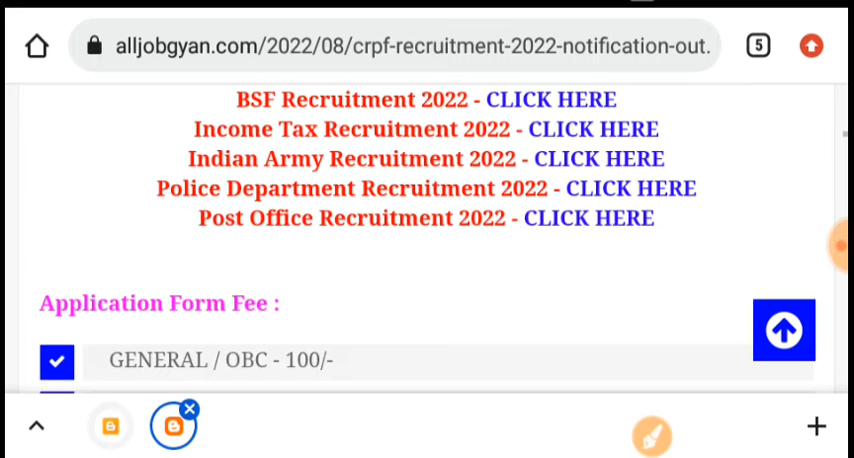 alljobgyan.com/2022/08/crpf-recruitment-2022-notification-out.
5
BSF Recruitment 2022 - CLICK HERE
Income Tax Recruitment 2022 - CLICK HERE
Indian Army Recruitment 2022 - CLICK HERE
Police Department Recruitment 2022 - CLICK HERE
Post Office Recruitment 2022 - CLICK HERE
Application Form Fee :
GENERAL / OBC - 100/-